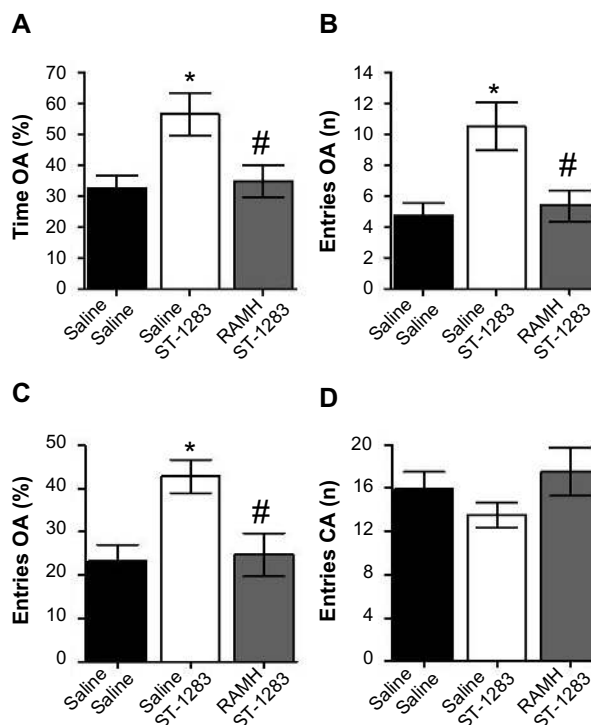 A
Time OA (%)
70
60
50
40
30
20
10
0
*
#
Saline
Saline
Saline
ST-1283
RAMH
ST-1283
B
Entries OA (n)
14
12
10
8
6
4
2
0
*
#
Saline
Saline
Saline
ST-1283
RAMH
ST-1283
C
Entries OA (%)
50
40
30
20
10
0
*
#
Saline
Saline
Saline
ST-1283
RAMH
ST-1283
D
Entries CA (n)
20
16
12
8
4
0
Saline
Saline
Saline
ST-1283
RAMH
ST-1283